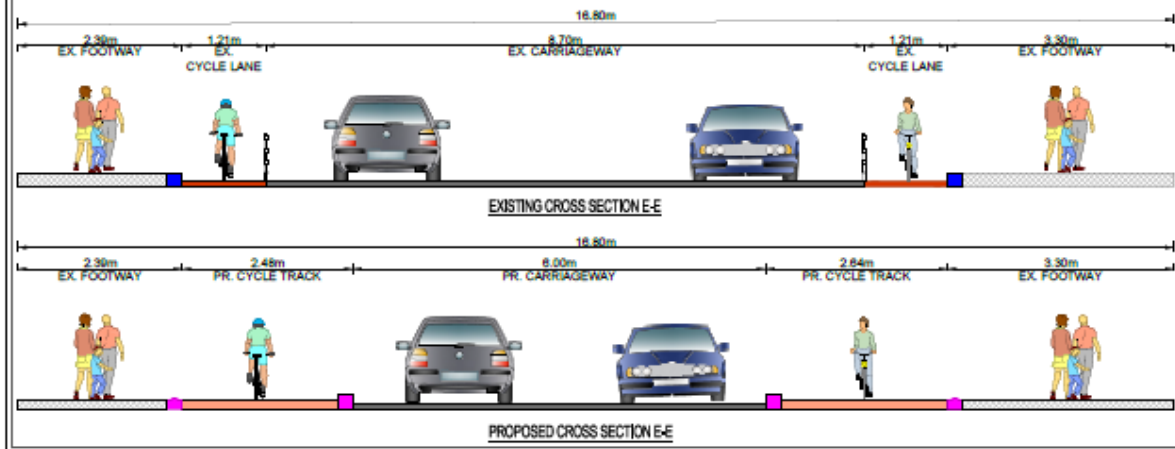 16.80m
2.39m 1.21m 8.70m 1.21m 3.30m
EX. FOOTWAY EX. EX. CARRIAGEWAY EX. EX. FOOTWAY
CYCLE LANE CYCLE LANE
EXISTING CROSS SECTION E-E
16.80m
2.39m 2.48m 6.00m 2.64m 3.30m
EX. FOOTWAY PR. CYCLE TRACK PR. CARRIAGEWAY PR. CYCLE TRACK EX. FOOTWAY
PROPOSED CROSS SECTION E-E